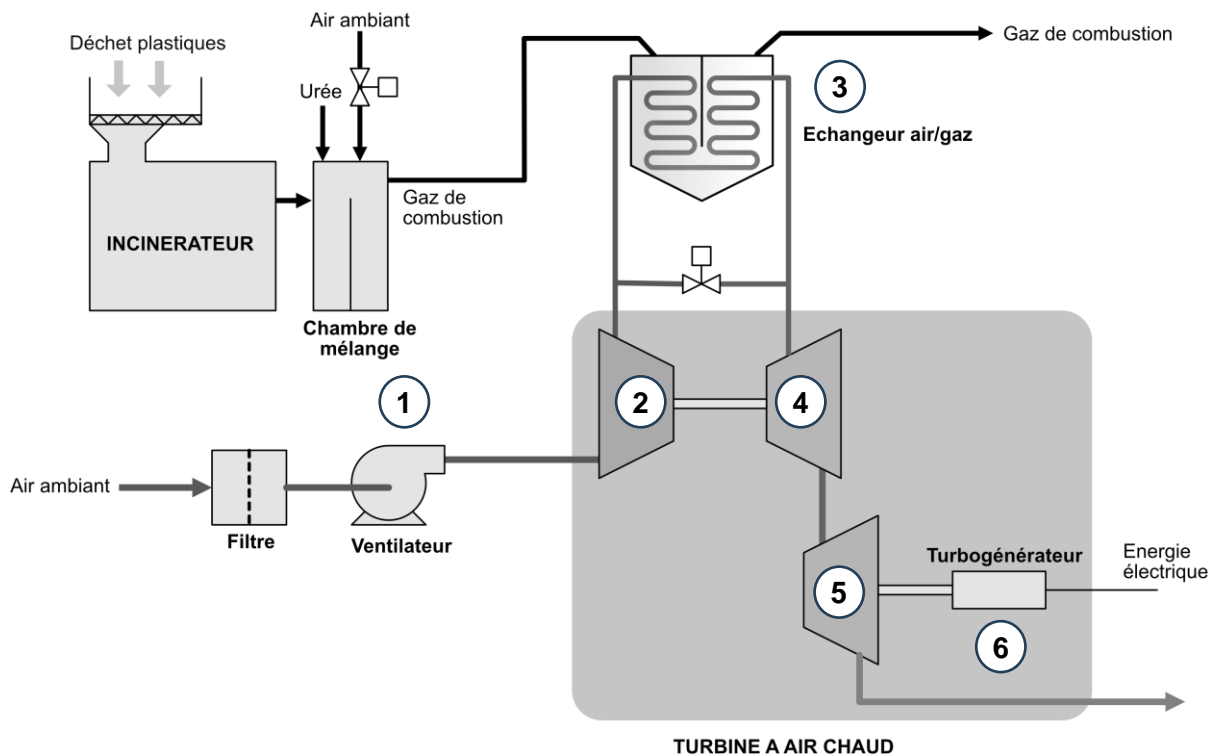 Air ambiant
Déchet plastiques
Urée
Gaz de combustion
3
Echangeur air/gaz
Gaz de
combustion
INCINERATEUR
Chambre de
mélange
1
2
4
Air ambiant
Filtre
Ventilateur
5
Turbogénérateur
Energie
électrique
6
TURBINE A AIR CHAUD